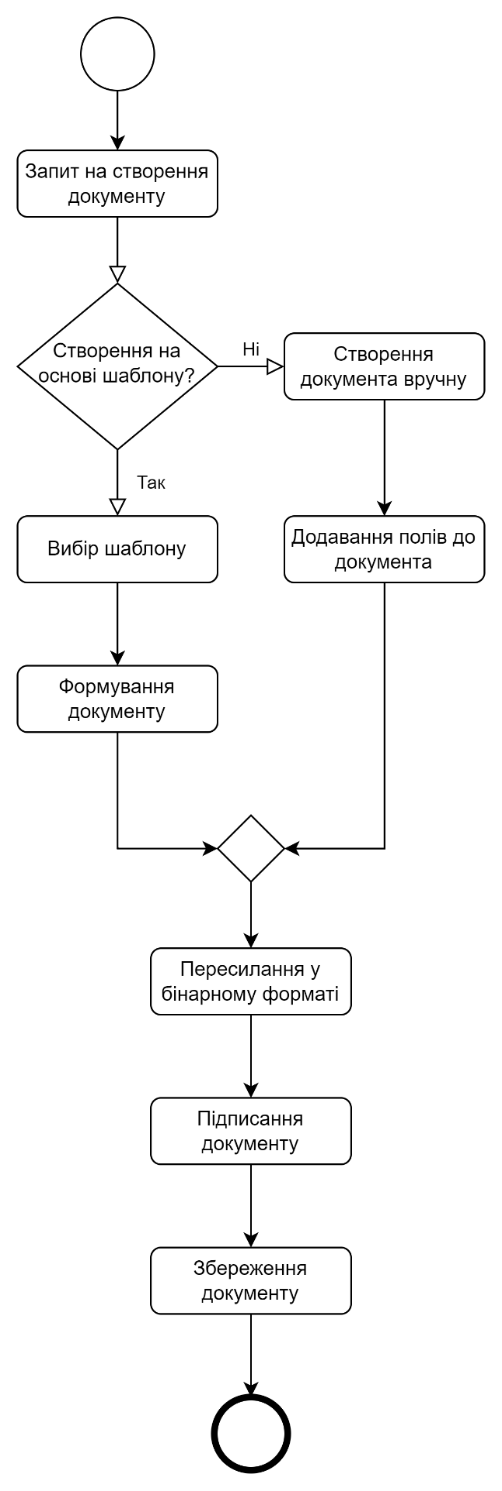 Запит на створення
документу
Створення на
основі шаблону?
Ні
Створення
документа вручну
Так
Вибір шаблону
Додавання полів до
документа
Формування
документу
Пересилання у
бінарному форматі
Підписання
документу
Збереження
документу